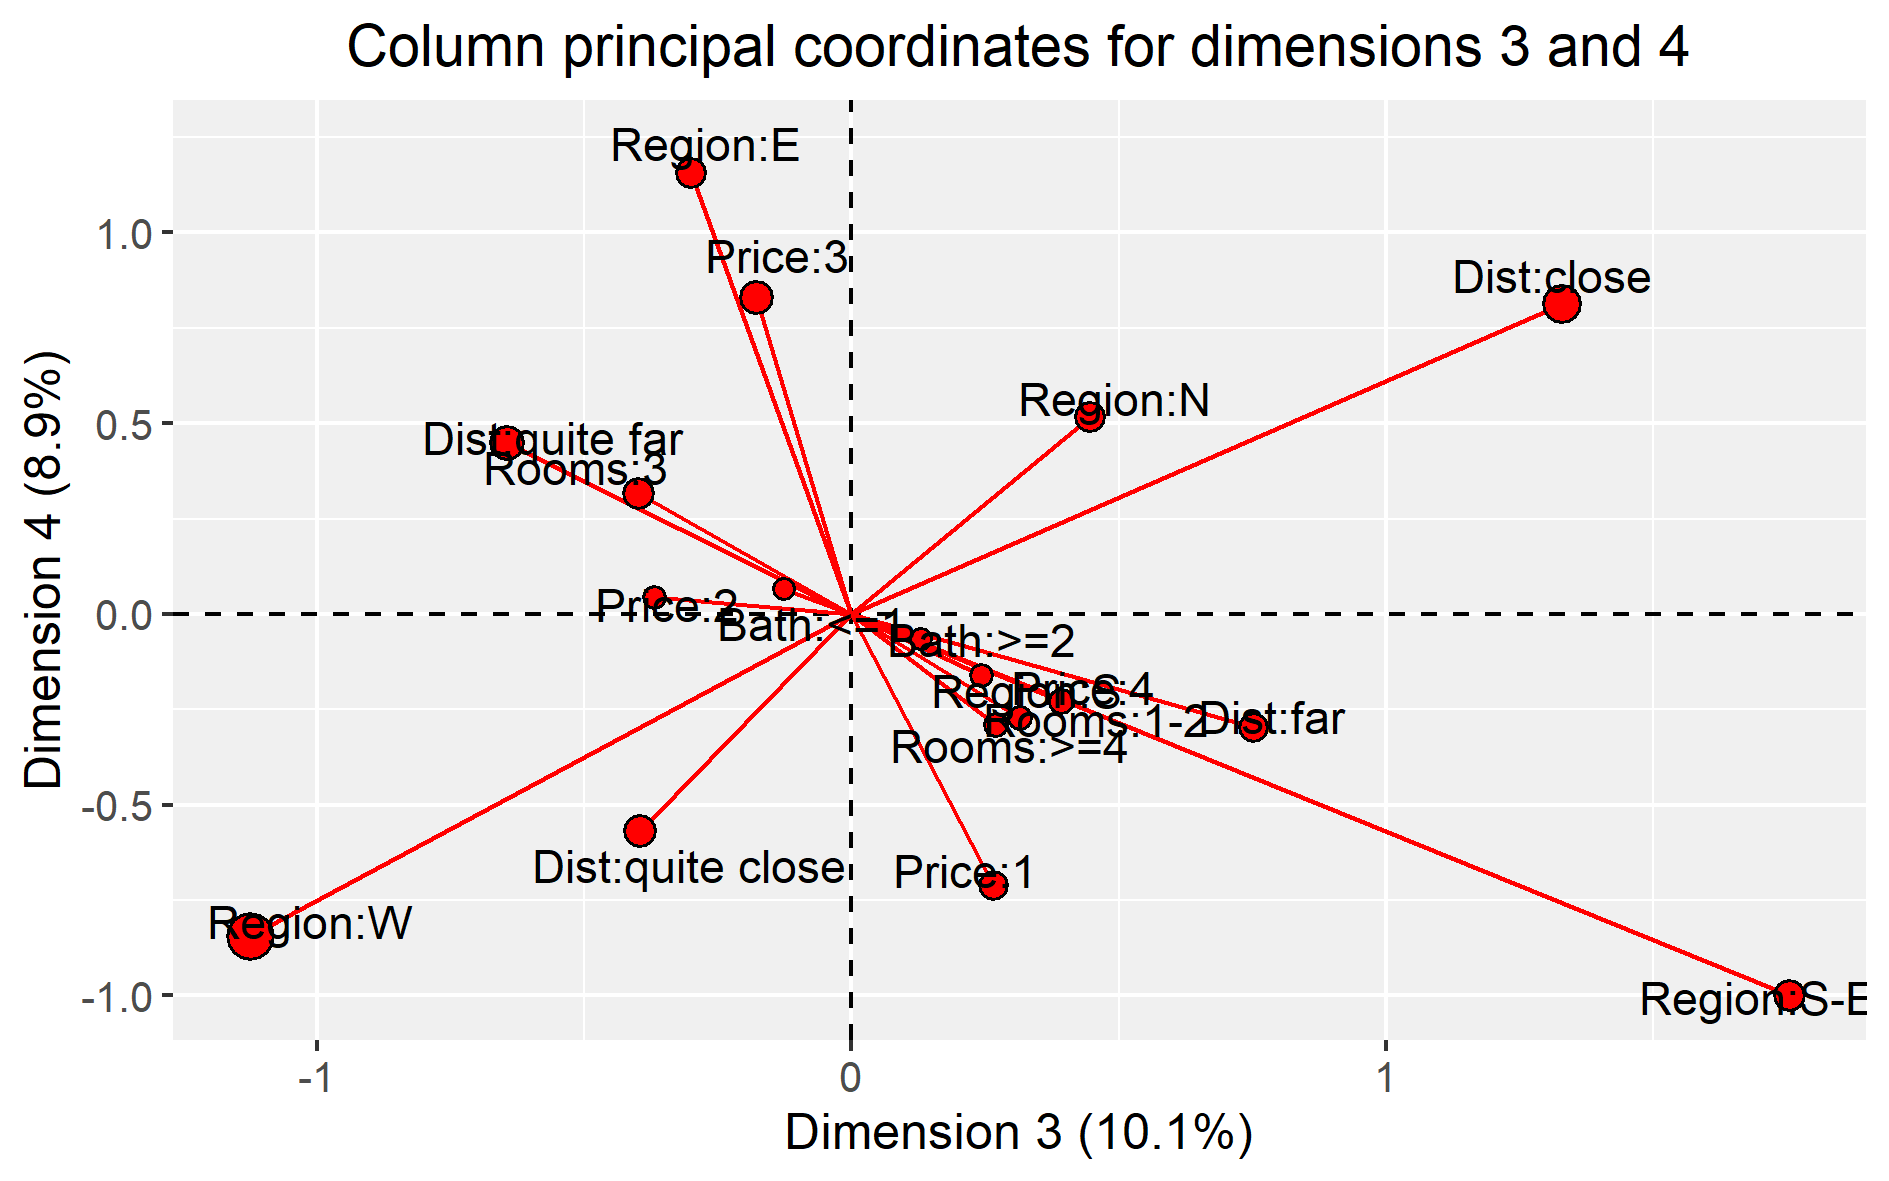 Column principal coordinates for dimensions 3 and 4
Region:E
Price:3
Dist:close
Region:N
Dist:quite far
Rooms:3
Price:2
Bath:<=1
Bath:>=2
Price:4
Region:S
Rooms:1-2
Dist:far
Rooms:>=4
Dist:quite close
Price:1
Region:W
Region:S-E
1.0
0.5
0.0
-0.5
-1.0
Dimension 4 (8.9%)
-1
0
1
Dimension 3 (10.1%)